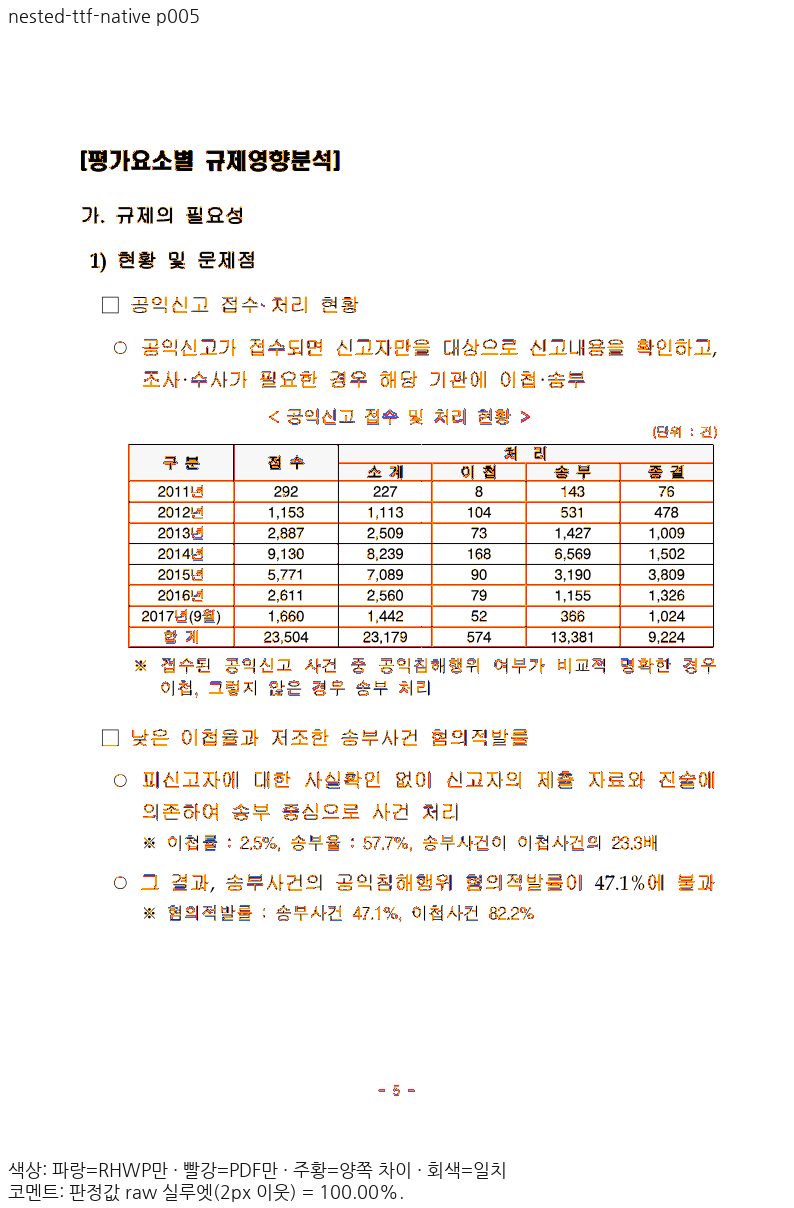 nested-ttf-native p005
[평가요소별 규제영향분석]
가. 규제의 필요성
1) 현황 및 문제점
□ 공익신고 접수·처리 현황
○ 공익신고가 접수되면 신고자만을 대상으로 신고내용을 확인하고,
조사·수사가 필요한 경우 해당 기관에 이첩·송부
< 공익신고 접수 및 처리 현황 >
(단위 : 건)
구 분 접 수 처 리
소 계 이 첩 송 부 종 결
2011년 292 227 8 143 76
2012년 1,153 1,113 104 531 478
2013년 2,887 2,509 73 1,427 1,009
2014년 9,130 8,239 168 6,569 1,502
2015년 5,771 7,089 90 3,190 3,809
2016년 2,611 2,560 79 1,155 1,326
2017년(9월) 1,660 1,442 52 366 1,024
합 계 23,504 23,179 574 13,381 9,224
※ 접수된 공익신고 사건 중 공익침해행위 여부가 비교적 명확한 경우
이첩, 그렇지 않은 경우 송부 처리
□ 낮은 이첩율과 저조한 송부사건 혐의적발률
○ 피신고자에 대한 사실확인 없이 신고자의 제출 자료와 진술에
의존하여 송부 중심으로 사건 처리
※ 이첩률 : 2.5%, 송부율 : 57.7%, 송부사건이 이첩사건의 23.3배
○ 그 결과, 송부사건의 공익침해행위 혐의적발률이 47.1%에 불과
※ 혐의적발률 : 송부사건 47.1%, 이첩사건 82.2%
- 5 -
색상: 파랑=RHWP만 · 빨강=PDF만 · 주황=양쪽 차이 · 회색=일치
코멘트: 판정값 raw 실루엣(2px 이웃) = 100.00%.